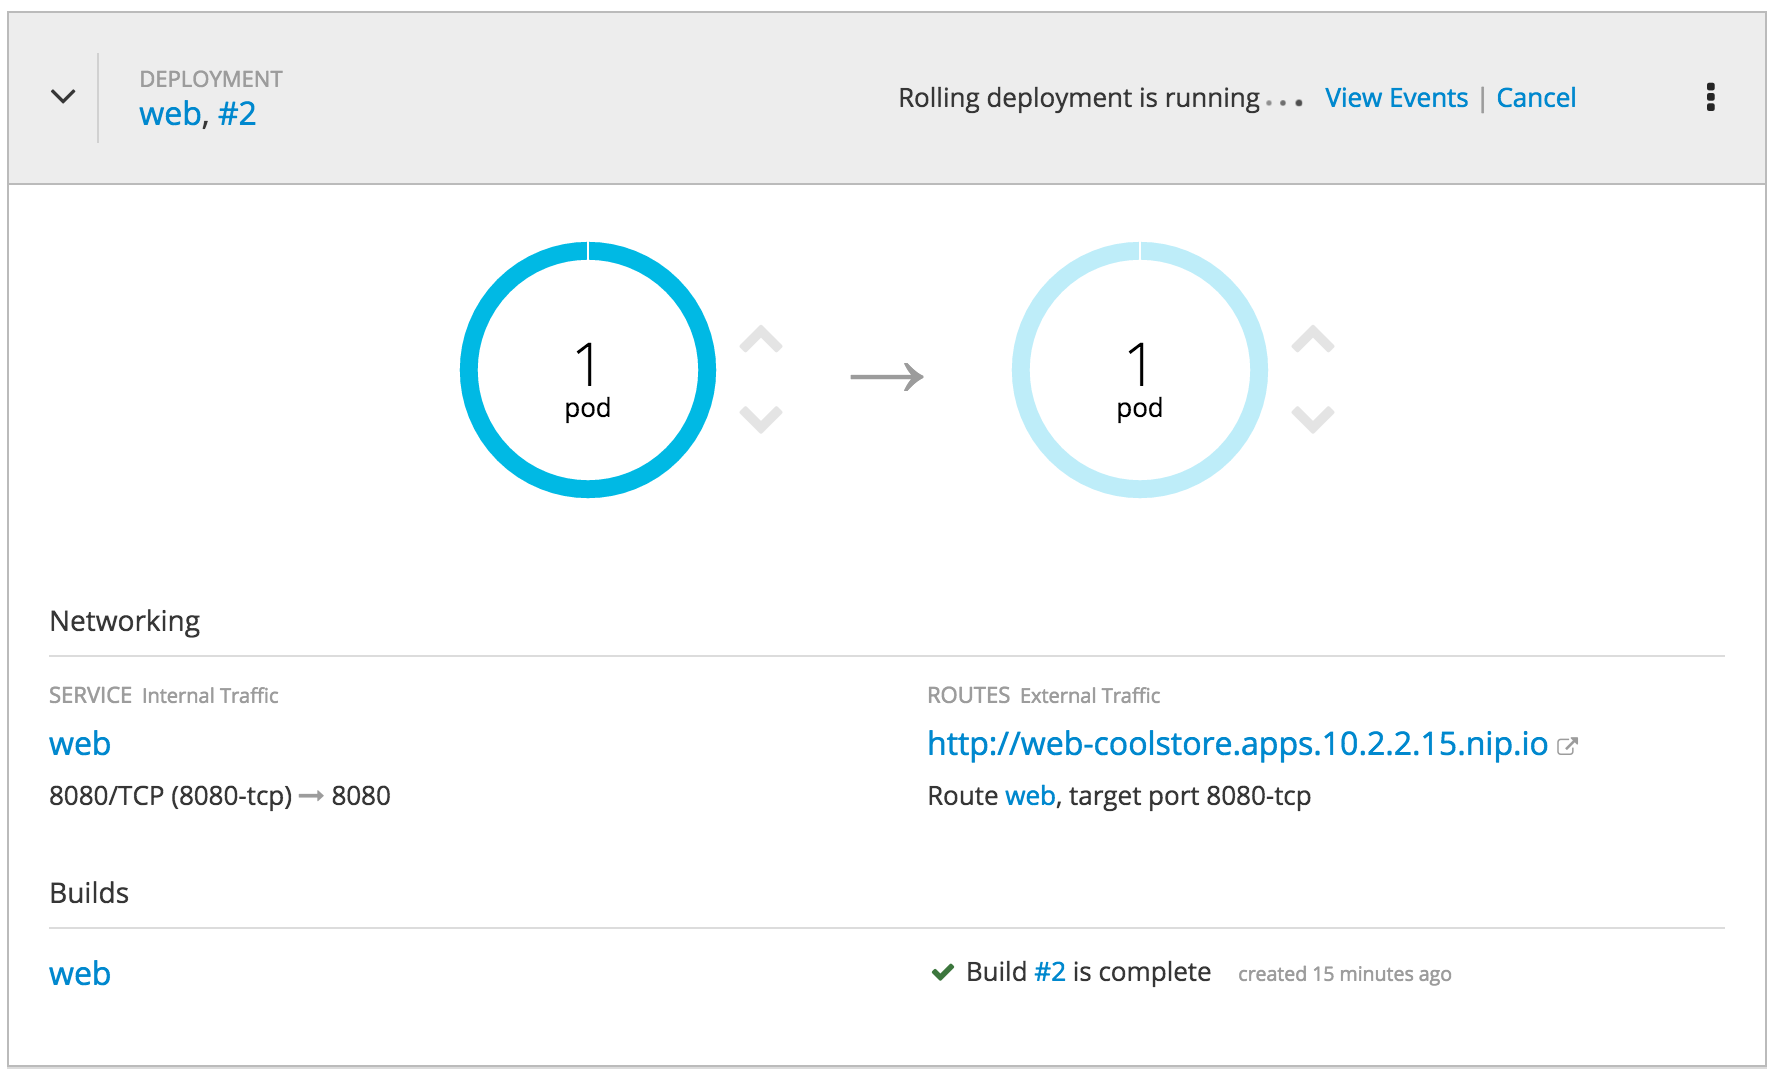 DEPLOYMENT
web, #2
Rolling deployment is running... View Events | Cancel
1
pod
1
pod
Networking
SERVICE Internal Traffic
web
8080/TCP (8080-tcp) → 8080
ROUTES External Traffic
http://web-coolstore.apps.10.2.2.15.nip.io
Route web, target port 8080-tcp
Builds
web
Build #2 is complete created 15 minutes ago